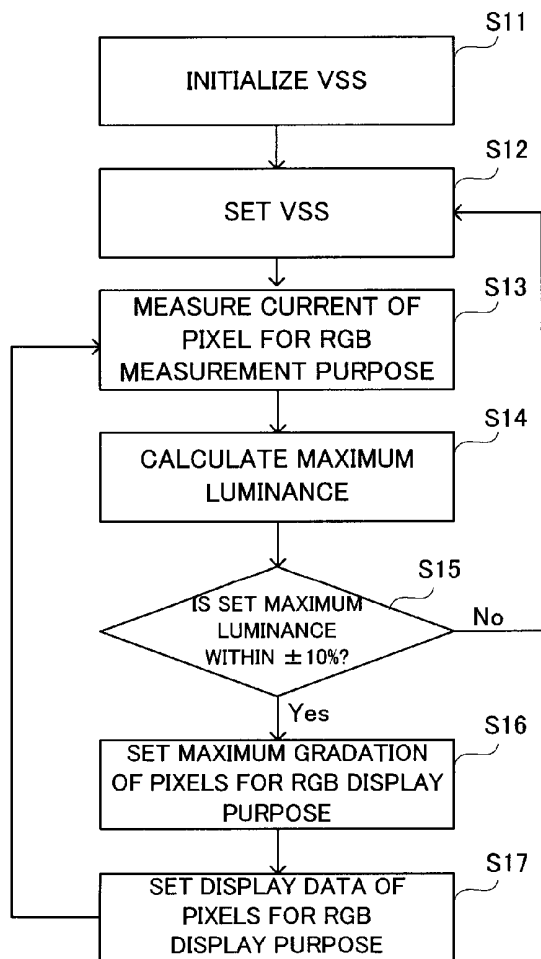 S11
INITIALIZE VSS
S12
SET VSS
S13
MEASURE CURRENT OF
PIXEL FOR RGB
MEASUREMENT PURPOSE
S14
CALCULATE MAXIMUM
LUMINANCE
S15
IS SET MAXIMUM
LUMINANCE
WITHIN ±10%?
No
Yes
S16
SET MAXIMUM GRADATION
OF PIXELS FOR RGB DISPLAY
PURPOSE
S17
SET DISPLAY DATA OF
PIXELS FOR RGB
DISPLAY PURPOSE